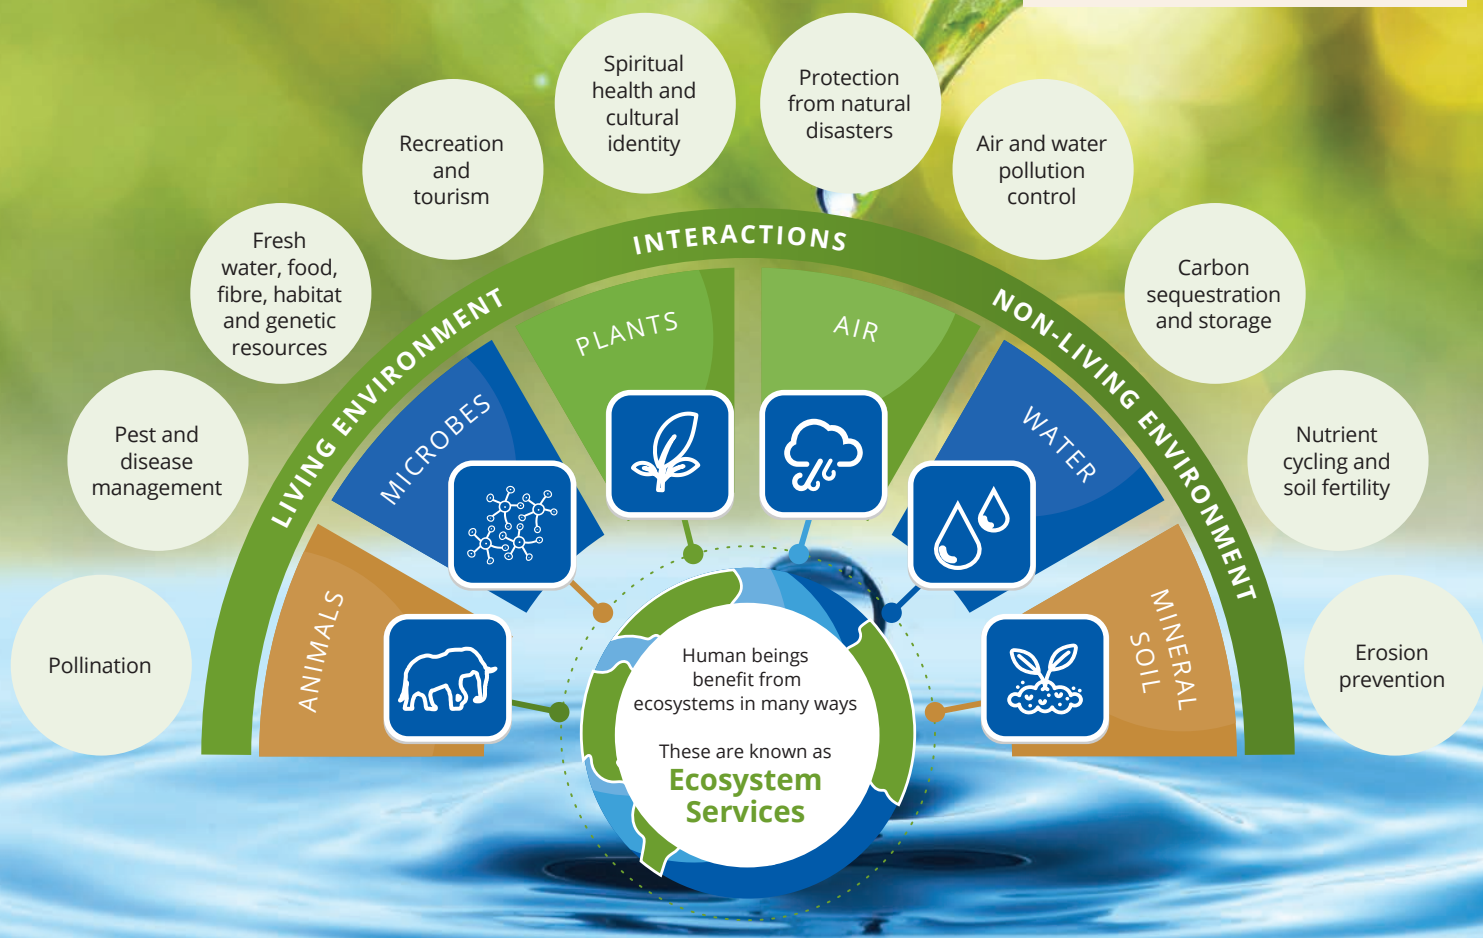 Spiritual
health and
cultural
identity
Protection
from natural
disasters
Recreation
and
tourism
Air and water
pollution
control
Fresh
water, food,
fibre, habitat
and genetic
resources
Carbon
sequestration
and storage
Pest and
disease
management
Nutrient
cycling and
soil fertility
Pollination
Erosion
prevention
LIVING ENVIRONMENT
INTERACTIONS
NON-LIVING ENVIRONMENT
ANIMALS
MICROBES
PLANTS
AIR
WATER
MINERAL
SOIL
Human beings
benefit from
ecosystems in many ways
These are known as
Ecosystem
Services